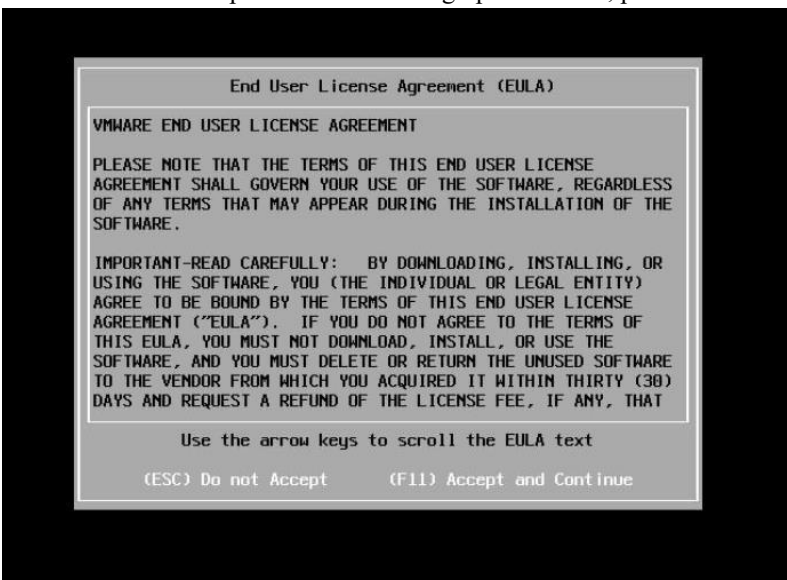 End User License Agreement (EULA)
VMWARE END USER LICENSE AGREEMENT
PLEASE NOTE THAT THE TERMS OF THIS END USER LICENSE
AGREEMENT SHALL GOVERN YOUR USE OF THE SOFTWARE, REGARDLESS
OF ANY TERMS THAT MAY APPEAR DURING THE INSTALLATION OF THE
SOFTWARE.
IMPORTANT-READ CAREFULLY: BY DOWNLOADING, INSTALLING, OR
USING THE SOFTWARE, YOU (THE INDIVIDUAL OR LEGAL ENTITY)
AGREE TO BE BOUND BY THE TERMS OF THIS END USER LICENSE
AGREEMENT ("EULA"). IF YOU DO NOT AGREE TO THE TERMS OF
THIS EULA, YOU MUST NOT DOWNLOAD, INSTALL, OR USE THE
SOFTWARE, AND YOU MUST DELETE OR RETURN THE UNUSED SOFTWARE
TO THE VENDOR FROM WHICH YOU ACQUIRED IT WITHIN THIRTY (30)
DAYS AND REQUEST A REFUND OF THE LICENSE FEE, IF ANY, THAT
Use the arrow keys to scroll the EULA text
(ESC) Do not Accept (F11) Accept and Continue